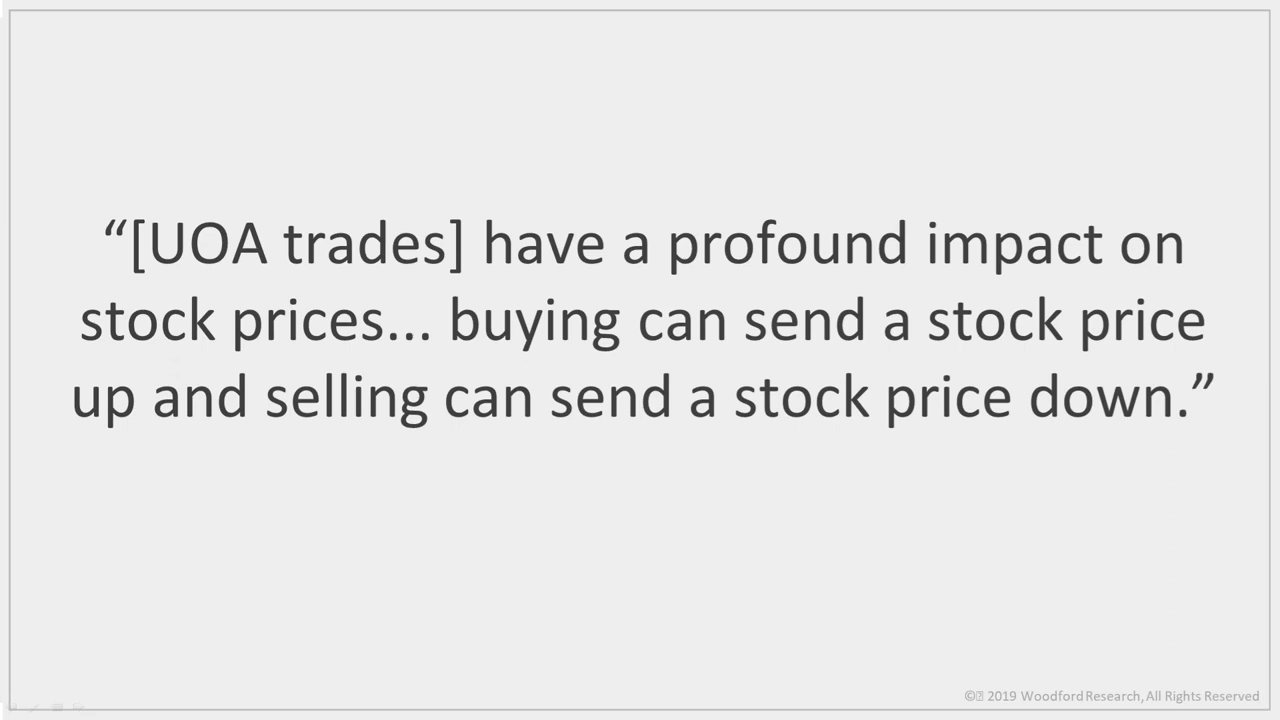 “[UOA trades] have a profound impact on
stock prices... buying can send a stock price
up and selling can send a stock price down.”
© 2019 Woodford Research, All Rights Reserved